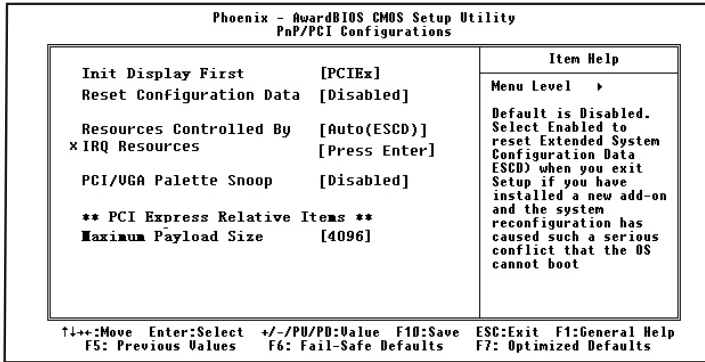 Phoenix - AwardBIOS CMOS Setup Utility
PnP/PCI Configurations
Init Display First [PCIEx]
Reset Configuration Data [Disabled]
Resources Controlled By [Auto(ESCD)]
x IRQ Resources [Press Enter]
PCI/VGA Palette Snoop [Disabled]
** PCI Express Relative Items **
Maximum Payload Size [4096]
Item Help
Menu Level ▸
Default is Disabled.
Select Enabled to
reset Extended System
Configuration Data
ESCD) when you exit
Setup if you have
installed a new add-on
and the system
reconfiguration has
caused such a serious
conflict that the OS
cannot boot
↑↓→←:Move Enter:Select +/-/PU/PD:Value F10:Save ESC:Exit F1:General Help
F5: Previous Values F6: Fail-Safe Defaults F7: Optimized Defaults